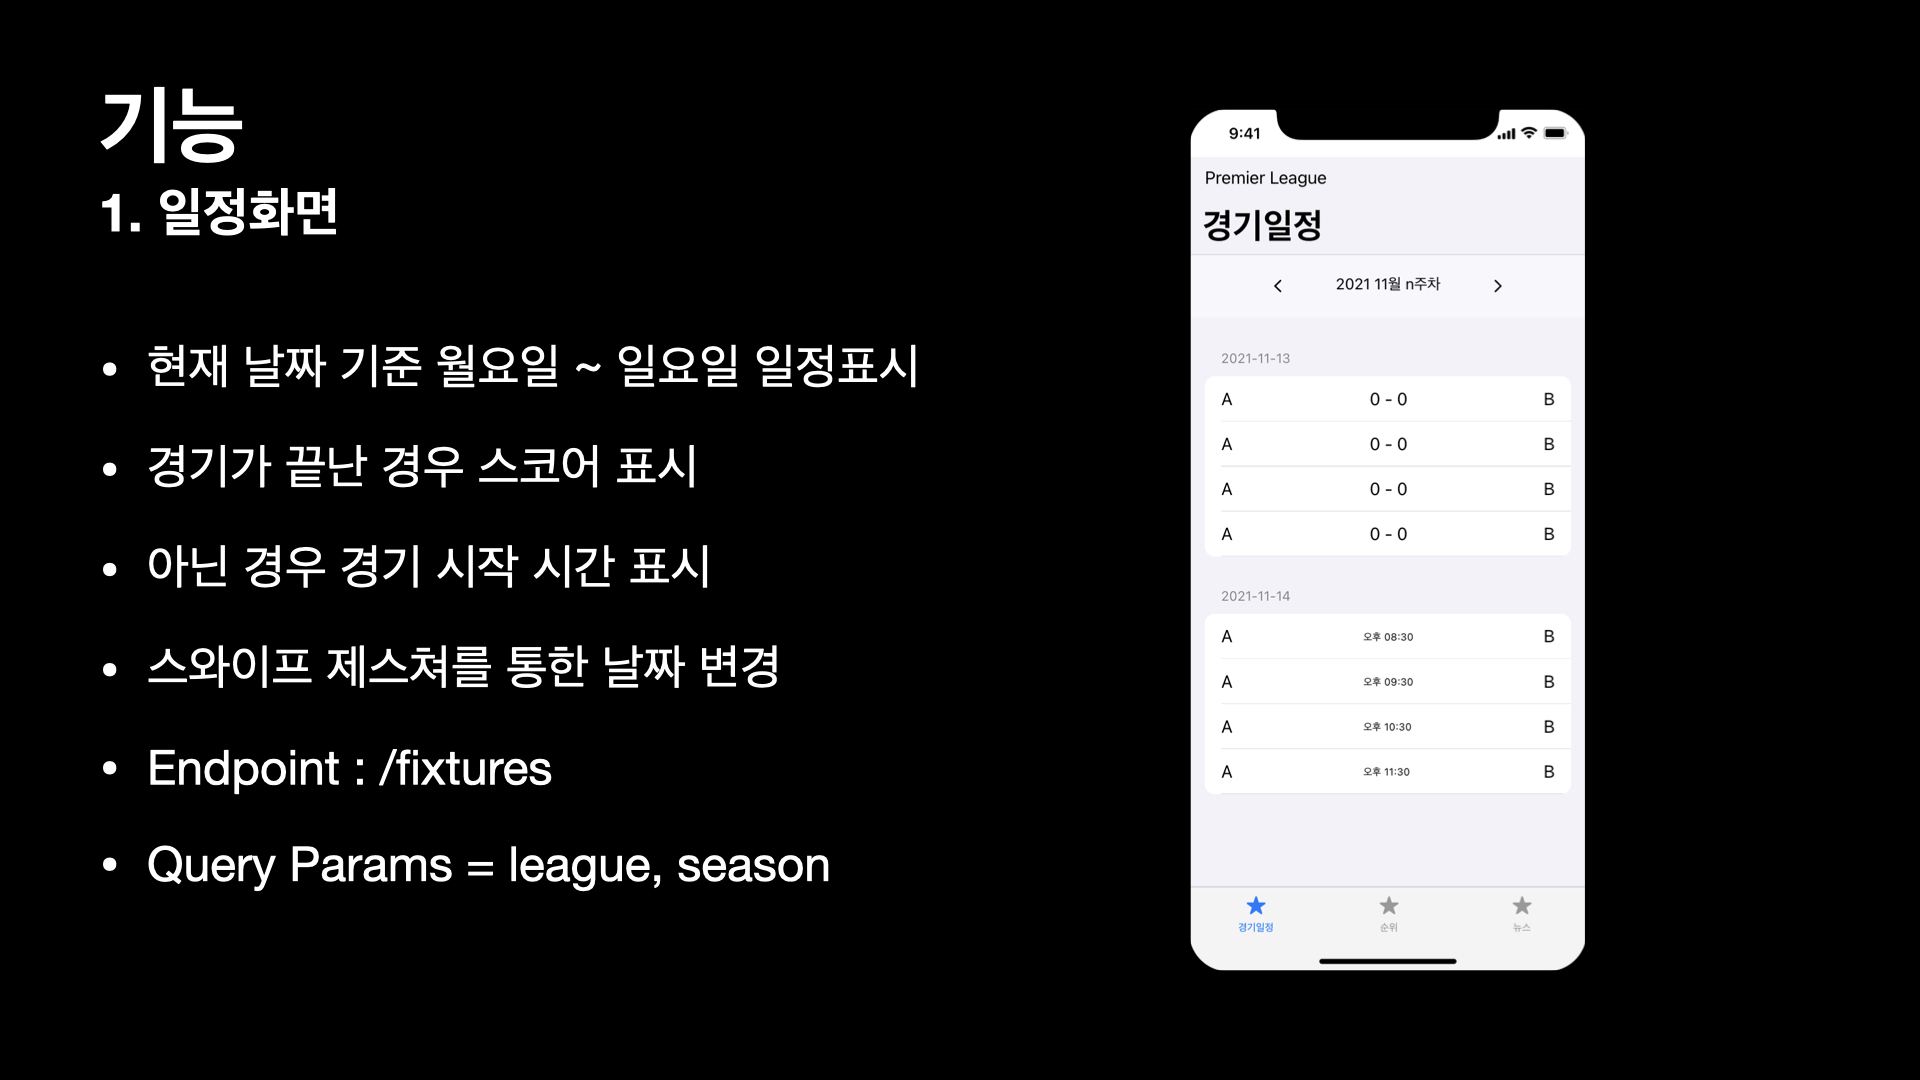 기능
1. 일정화면
• 현재 날짜 기준 월요일 ~ 일요일 일정표시
• 경기가 끝난 경우 스코어 표시
• 아닌 경우 경기 시작 시간 표시
• 스와이프 제스쳐를 통한 날짜 변경
• Endpoint : /fixtures
• Query Params = league, season
9:41
Premier League
경기일정
2021 11월 n주차
2021-11-13
A 0 - 0 B
A 0 - 0 B
A 0 - 0 B
A 0 - 0 B
2021-11-14
A 오후 08:30 B
A 오후 09:30 B
A 오후 10:30 B
A 오후 11:30 B
경기일정 순위 뉴스